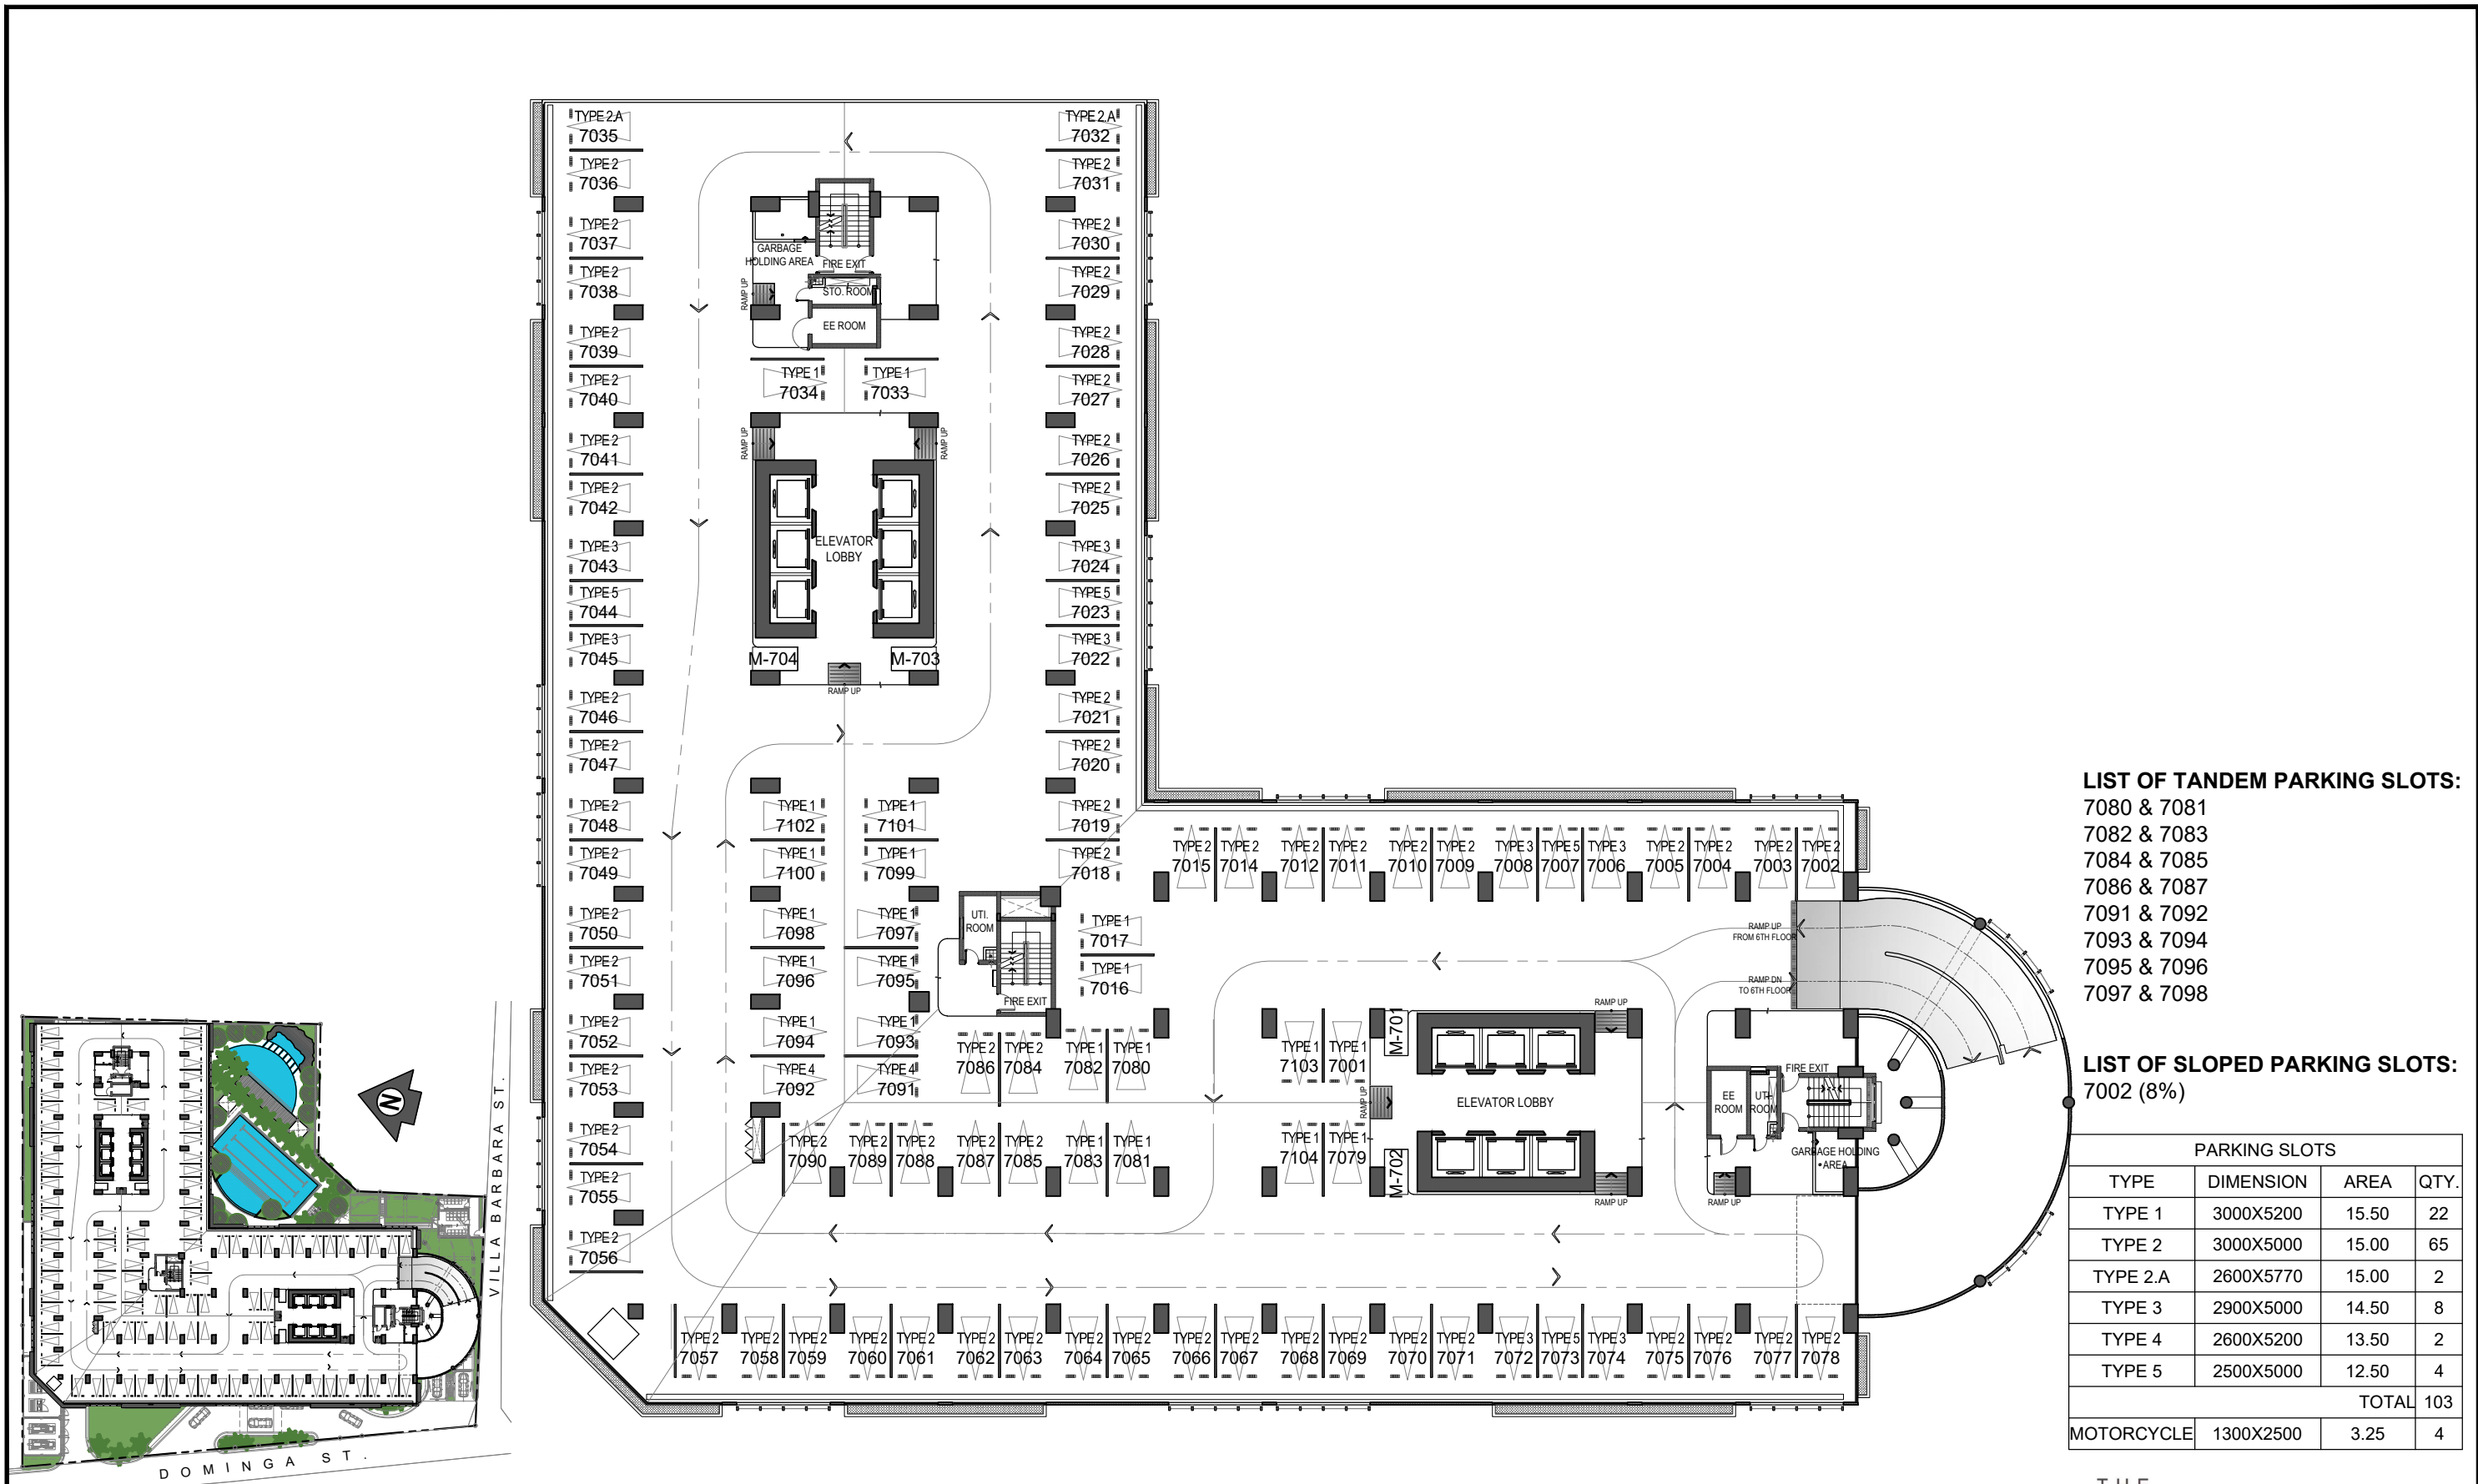 TYPE 2.A
7035
TYPE 2
7036
TYPE 2
7037
TYPE 2
7038
TYPE 2
7039
TYPE 2
7040
TYPE 2
7041
TYPE 2
7042
TYPE 3
7043
TYPE 5
7044
TYPE 3
7045
TYPE 2
7046
TYPE 2
7047
TYPE 2
7048
TYPE 2
7049
TYPE 2
7050
TYPE 2
7051
TYPE 2
7052
TYPE 2
7053
TYPE 2
7054
TYPE 2
7055
TYPE 2
7056
GARBAGE
HOLDING AREA
FIRE EXIT
RAMP UP
STO. ROOM
EE ROOM
TYPE 1
7034
TYPE 1
7033
RAMP UP
RAMP UP
ELEVATOR
LOBBY
M-704
M-703
RAMP UP
TYPE 2.A
7032
TYPE 2
7031
TYPE 2
7030
TYPE 2
7029
TYPE 2
7028
TYPE 2
7027
TYPE 2
7026
TYPE 2
7025
TYPE 3
7024
TYPE 5
7023
TYPE 3
7022
TYPE 2
7021
TYPE 2
7020
TYPE 2
7019
TYPE 2
7018
TYPE 1
7102
TYPE 1
7101
TYPE 1
7100
TYPE 1
7099
TYPE 1
7098
TYPE 1
7097
TYPE 1
7096
TYPE 1
7095
TYPE 1
7094
TYPE 1
7093
TYPE 4
7092
TYPE 4
7091
UTI.
ROOM
FIRE EXIT
TYPE 1
7017
TYPE 1
7016
TYPE 2 TYPE 2 TYPE 2 TYPE 2 TYPE 2 TYPE 2 TYPE 3 TYPE 5 TYPE 3 TYPE 2 TYPE 2 TYPE 2 TYPE 2
7015 7014 7012 7011 7010 7009 7008 7007 7006 7005 7004 7003 7002
RAMP UP
FROM 6TH FLOOR
RAMP DN
TO 6TH FLOOR
TYPE 2 TYPE 2 TYPE 1 TYPE 1
7086 7084 7082 7080
TYPE 1 TYPE 1
7103 7001
M-701
RAMP UP
RAMP UP
ELEVATOR LOBBY
EE
ROOM
UTI.
ROOM
FIRE EXIT
GARBAGE HOLDING
AREA
TYPE 2 TYPE 2 TYPE 2 TYPE 2 TYPE 2 TYPE 1 TYPE 1
7090 7089 7088 7087 7085 7083 7081
TYPE 1 TYPE 1
7104 7079
M-702
RAMP UP
RAMP UP
TYPE 2 TYPE 2 TYPE 2 TYPE 2 TYPE 2 TYPE 2 TYPE 2 TYPE 2 TYPE 2 TYPE 2 TYPE 2 TYPE 2 TYPE 2 TYPE 2 TYPE 2 TYPE 3 TYPE 5 TYPE 3 TYPE 2 TYPE 2 TYPE 2 TYPE 2
7057 7058 7059 7060 7061 7062 7063 7064 7065 7066 7067 7068 7069 7070 7071 7072 7073 7074 7075 7076 7077 7078
N
VILLA BARBARA ST.
DOMINGA ST.
LIST OF TANDEM PARKING SLOTS:
7080 & 7081
7082 & 7083
7084 & 7085
7086 & 7087
7091 & 7092
7093 & 7094
7095 & 7096
7097 & 7098
LIST OF SLOPED PARKING SLOTS:
7002 (8%)
PARKING SLOTS
TYPE DIMENSION AREA QTY.
TYPE 1 3000X5200 15.50 22
TYPE 2 3000X5000 15.00 65
TYPE 2.A 2600X5770 15.00 2
TYPE 3 2900X5000 14.50 8
TYPE 4 2600X5200 13.50 2
TYPE 5 2500X5000 12.50 4
TOTAL 103
MOTORCYCLE 1300X2500 3.25 4
THE